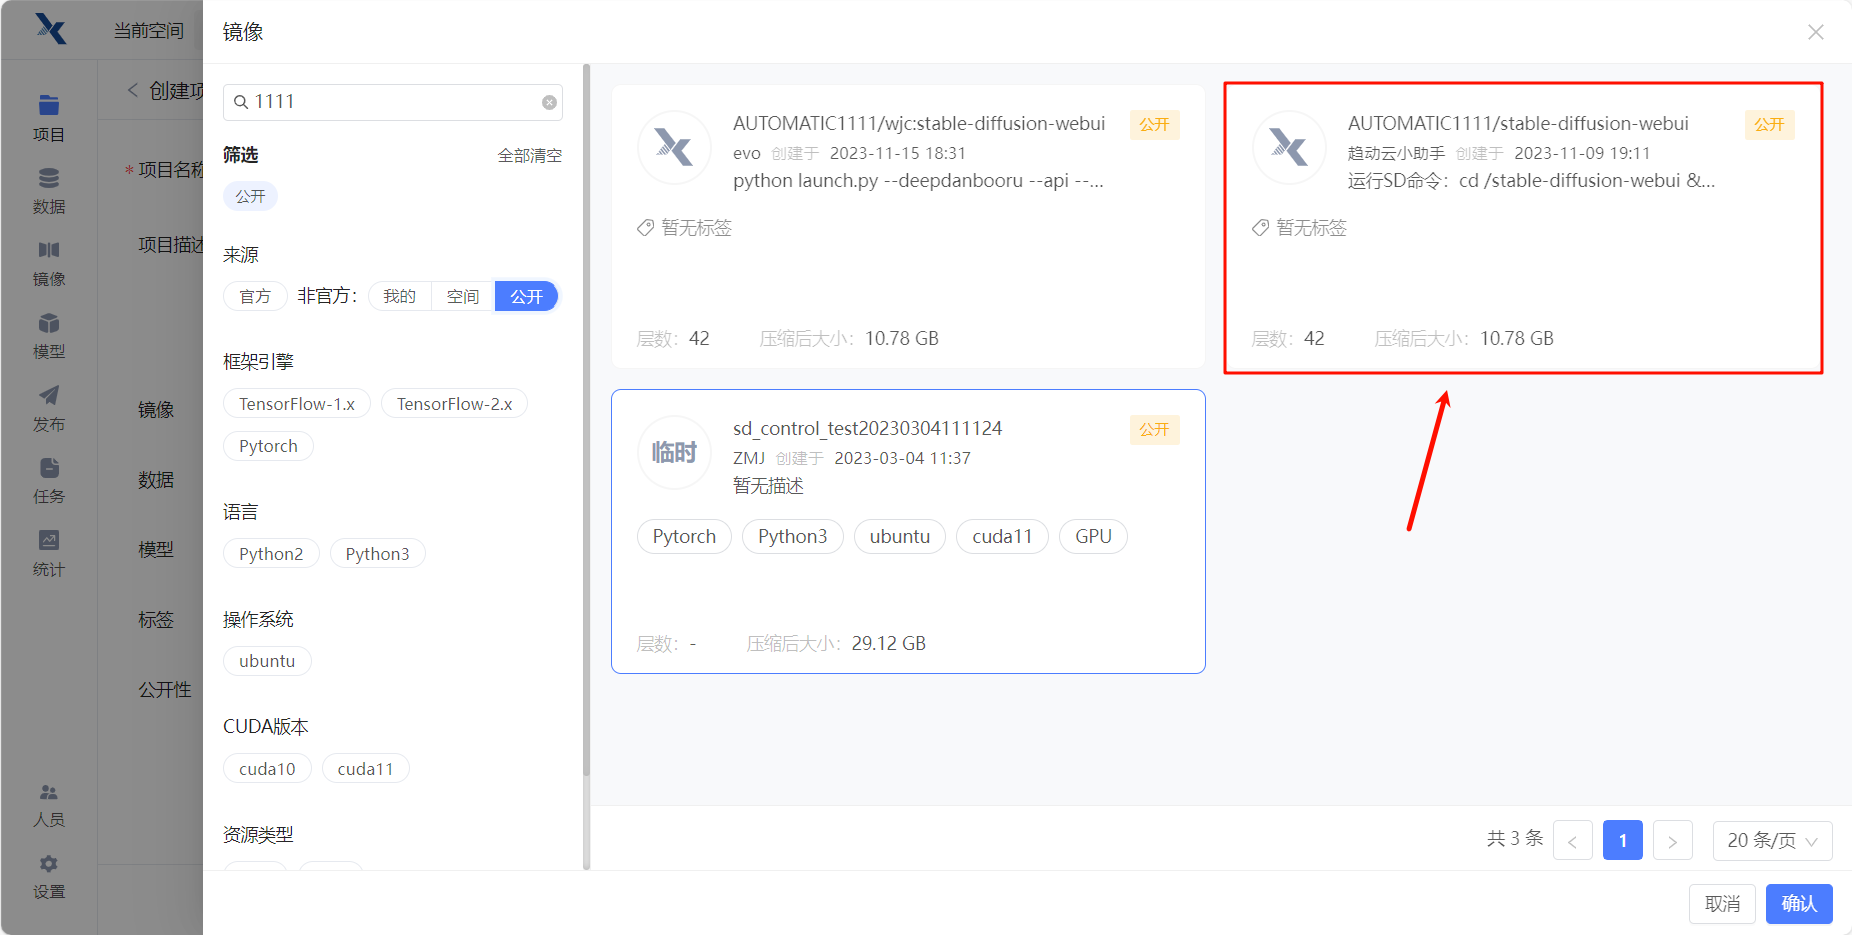 当前空间
项目
数据
镜像
模型
发布
任务
统计
人员
设置
创建项
* 项目名称
项目描述
镜像
数据
模型
标签
公开性
镜像
1111
筛选
全部清空
公开
来源
官方 非官方： 我的 空间 公开
框架引擎
TensorFlow-1.x TensorFlow-2.x
Pytorch
语言
Python2 Python3
操作系统
ubuntu
CUDA版本
cuda10 cuda11
资源类型
AUTOMATIC1111/wjc:stable-diffusion-webui 公开
evo 创建于 2023-11-15 18:31
python launch.py --deepdanbooru --api --...
暂无标签
层数： 42 压缩后大小： 10.78 GB
AUTOMATIC1111/stable-diffusion-webui 公开
趋动云小助手 创建于 2023-11-09 19:11
运行SD命令：cd /stable-diffusion-webui &...
暂无标签
层数： 42 压缩后大小： 10.78 GB
临时
sd_control_test20230304111124 公开
ZMJ 创建于 2023-03-04 11:37
暂无描述
Pytorch Python3 ubuntu cuda11 GPU
层数： - 压缩后大小： 29.12 GB
共 3 条 < 1 > 20 条/页
取消 确认